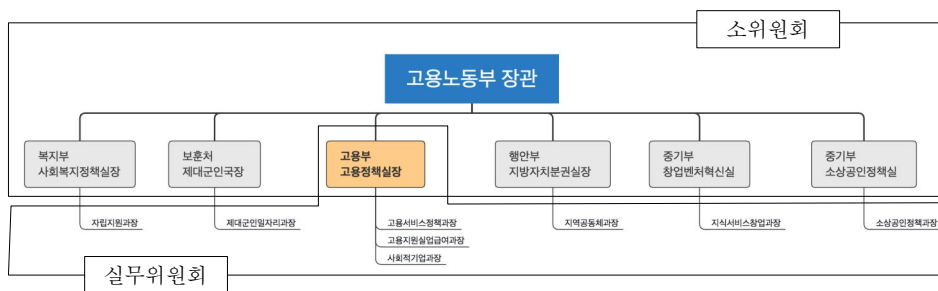 소위원회
고용노동부 장관
복지부
사회복지정책실장
보훈처
제대군인국장
고용부
고용정책실장
행안부
지방자치분권실장
중기부
창업벤처혁신실
중기부
소상공인정책실
자립지원과장
제대군인일자리과장
고용서비스정책과장
고용지원실업급여과장
사회적기업과장
지역공동체과장
지식서비스창업과장
소상공인정책과장
실무위원회